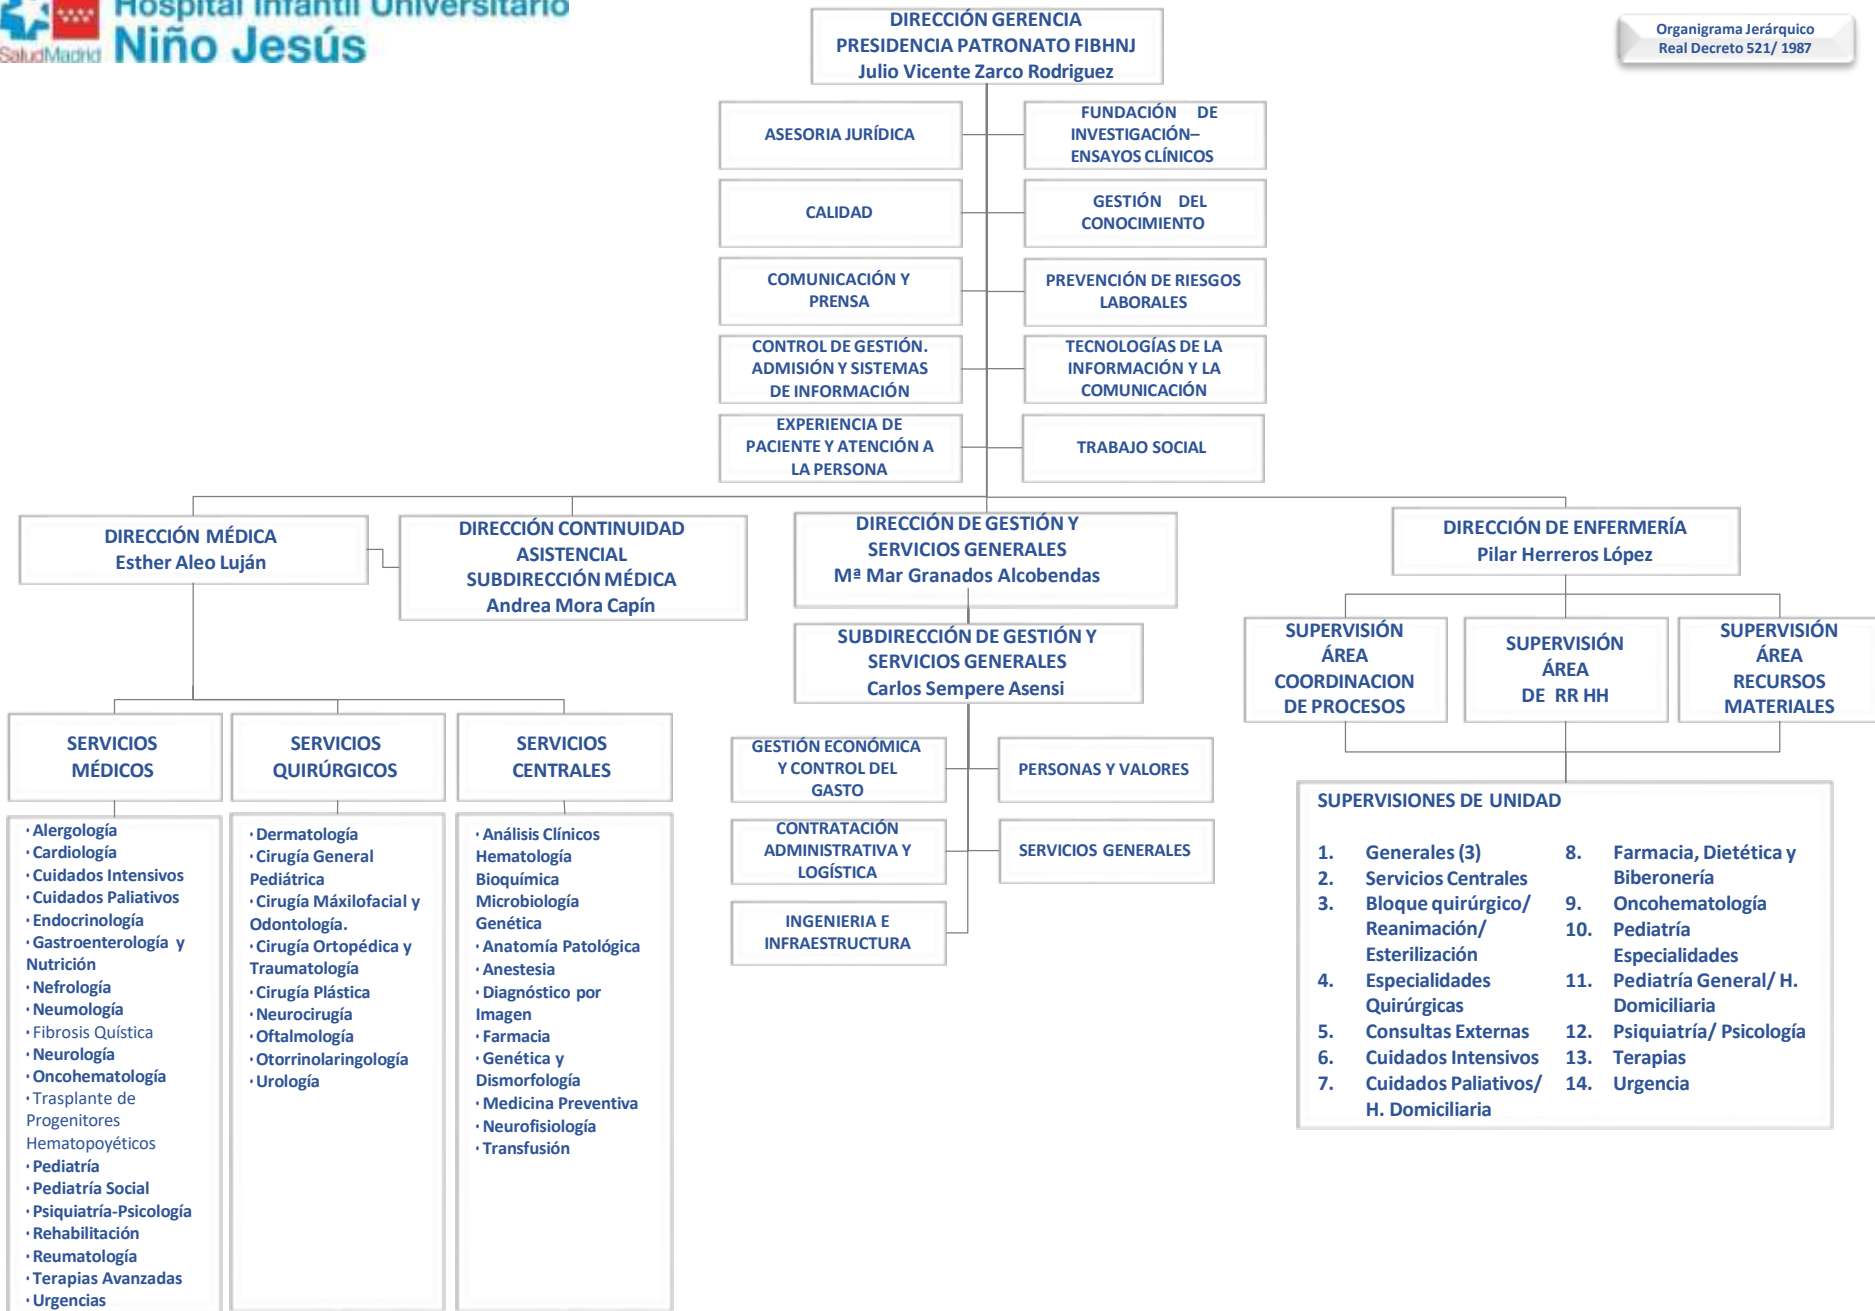 Hospital Infantil Universitario
Niño Jesús
SaludMadrid
Organigrama Jerárquico
Real Decreto 521/ 1987
DIRECCIÓN GERENCIA
PRESIDENCIA PATRONATO FIBHNJ
Julio Vicente Zarco Rodriguez
ASESORIA JURÍDICA
FUNDACIÓN DE
INVESTIGACIÓN–
ENSAYOS CLÍNICOS
CALIDAD
GESTIÓN DEL
CONOCIMIENTO
COMUNICACIÓN Y
PRENSA
PREVENCIÓN DE RIESGOS
LABORALES
CONTROL DE GESTIÓN.
ADMISIÓN Y SISTEMAS
DE INFORMACIÓN
TECNOLOGÍAS DE LA
INFORMACIÓN Y LA
COMUNICACIÓN
EXPERIENCIA DE
PACIENTE Y ATENCIÓN A
LA PERSONA
TRABAJO SOCIAL
DIRECCIÓN MÉDICA
Esther Aleo Luján
DIRECCIÓN CONTINUIDAD
ASISTENCIAL
SUBDIRECCIÓN MÉDICA
Andrea Mora Capín
DIRECCIÓN DE GESTIÓN Y
SERVICIOS GENERALES
Mª Mar Granados Alcobendas
DIRECCIÓN DE ENFERMERÍA
Pilar Herreros López
SUBDIRECCIÓN DE GESTIÓN Y
SERVICIOS GENERALES
Carlos Sempere Asensi
SUPERVISIÓN
ÁREA
COORDINACION
DE PROCESOS
SUPERVISIÓN
ÁREA
DE RR HH
SUPERVISIÓN
ÁREA
RECURSOS
MATERIALES
SERVICIOS
MÉDICOS
SERVICIOS
QUIRÚRGICOS
SERVICIOS
CENTRALES
GESTIÓN ECONÓMICA
Y CONTROL DEL
GASTO
PERSONAS Y VALORES
CONTRATACIÓN
ADMINISTRATIVA Y
LOGÍSTICA
SERVICIOS GENERALES
INGENIERIA E
INFRAESTRUCTURA
· Alergología
· Cardiología
· Cuidados Intensivos
· Cuidados Paliativos
· Endocrinología
· Gastroenterología y
Nutrición
· Nefrología
· Neumología
· Fibrosis Quística
· Neurología
· Oncohematología
· Trasplante de
Progenitores
Hematopoyéticos
· Pediatría
· Pediatría Social
· Psiquiatría-Psicología
· Rehabilitación
· Reumatología
· Terapias Avanzadas
· Urgencias
· Dermatología
· Cirugía General
Pediátrica
· Cirugía Máxilofacial y
Odontología.
· Cirugía Ortopédica y
Traumatología
· Cirugía Plástica
· Neurocirugía
· Oftalmología
· Otorrinolaringología
· Urología
· Análisis Clínicos
Hematología
Bioquímica
Microbiología
Genética
· Anatomía Patológica
· Anestesia
· Diagnóstico por
Imagen
· Farmacia
· Genética y
Dismorfología
· Medicina Preventiva
· Neurofisiología
· Transfusión
SUPERVISIONES DE UNIDAD
1. Generales (3)
2. Servicios Centrales
3. Bloque quirúrgico/
Reanimación/
Esterilización
4. Especialidades
Quirúrgicas
5. Consultas Externas
6. Cuidados Intensivos
7. Cuidados Paliativos/
H. Domiciliaria
8. Farmacia, Dietética y
Biberonería
9. Oncohematología
10. Pediatría
Especialidades
11. Pediatría General/ H.
Domiciliaria
12. Psiquiatría/ Psicología
13. Terapias
14. Urgencia